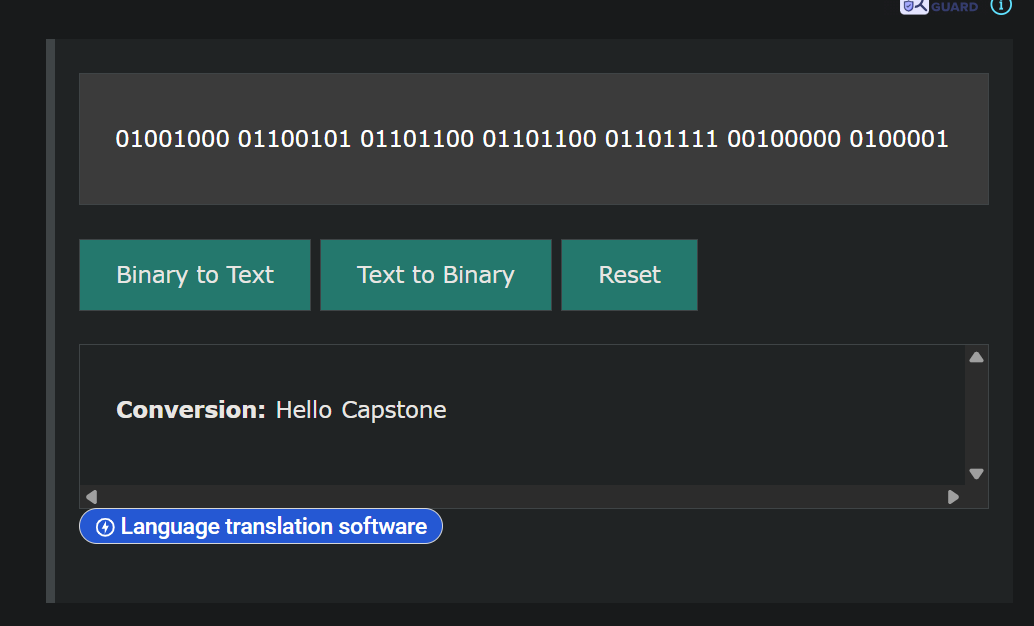 GUARD
01001000 01100101 01101100 01101100 01101111 00100000 0100001
Binary to Text Text to Binary Reset
Conversion: Hello Capstone
Language translation software